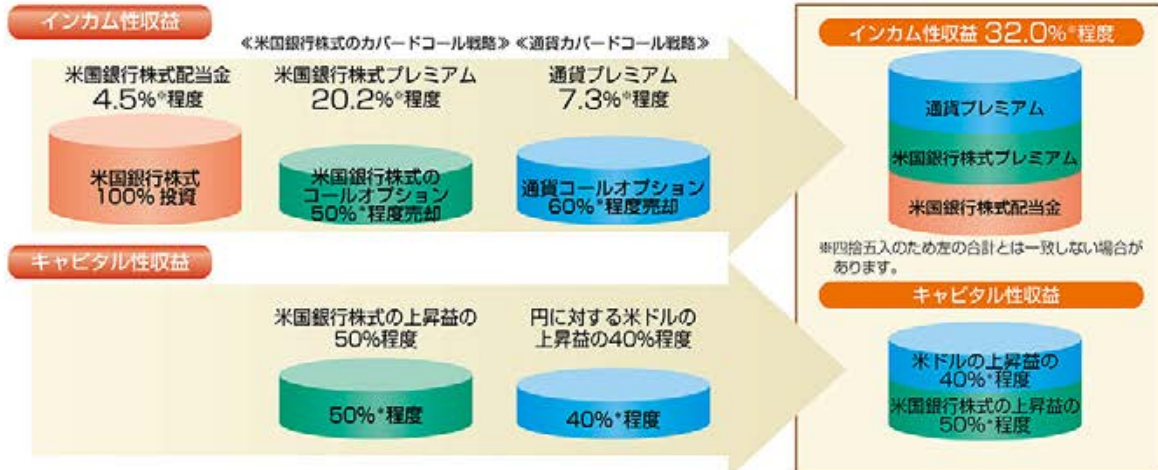 インカム性収益
≪米国銀行株式のカバードコール戦略≫
≪通貨カバードコール戦略≫
米国銀行株式配当金
4.5%※程度
米国銀行株式プレミアム
20.2%※程度
通貨プレミアム
7.3%※程度
米国銀行株式
100%投資
米国銀行株式の
コールオプション
50%*程度売却
通貨コールオプション
60%*程度売却
キャピタル性収益
米国銀行株式の上昇益の
50%程度
円に対する米ドルの
上昇益の40%程度
50%*程度
40%*程度
インカム性収益 32.0%※程度
通貨プレミアム
米国銀行株式プレミアム
米国銀行株式配当金
※四捨五入のため左の合計とは一致しない場合が
あります。
キャピタル性収益
米ドルの上昇益の
40%*程度
米国銀行株式の上昇益の
50%*程度